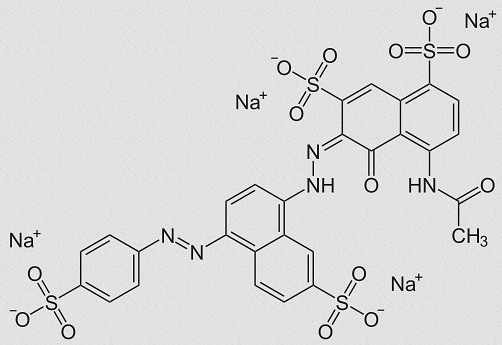 O⁻ Na⁺
O S O
O⁻ O
S
Na⁺ O
N
NH O HN O
CH₃
Na⁺ N
N
O Na⁺
S O
O⁻ O S
O O⁻
O